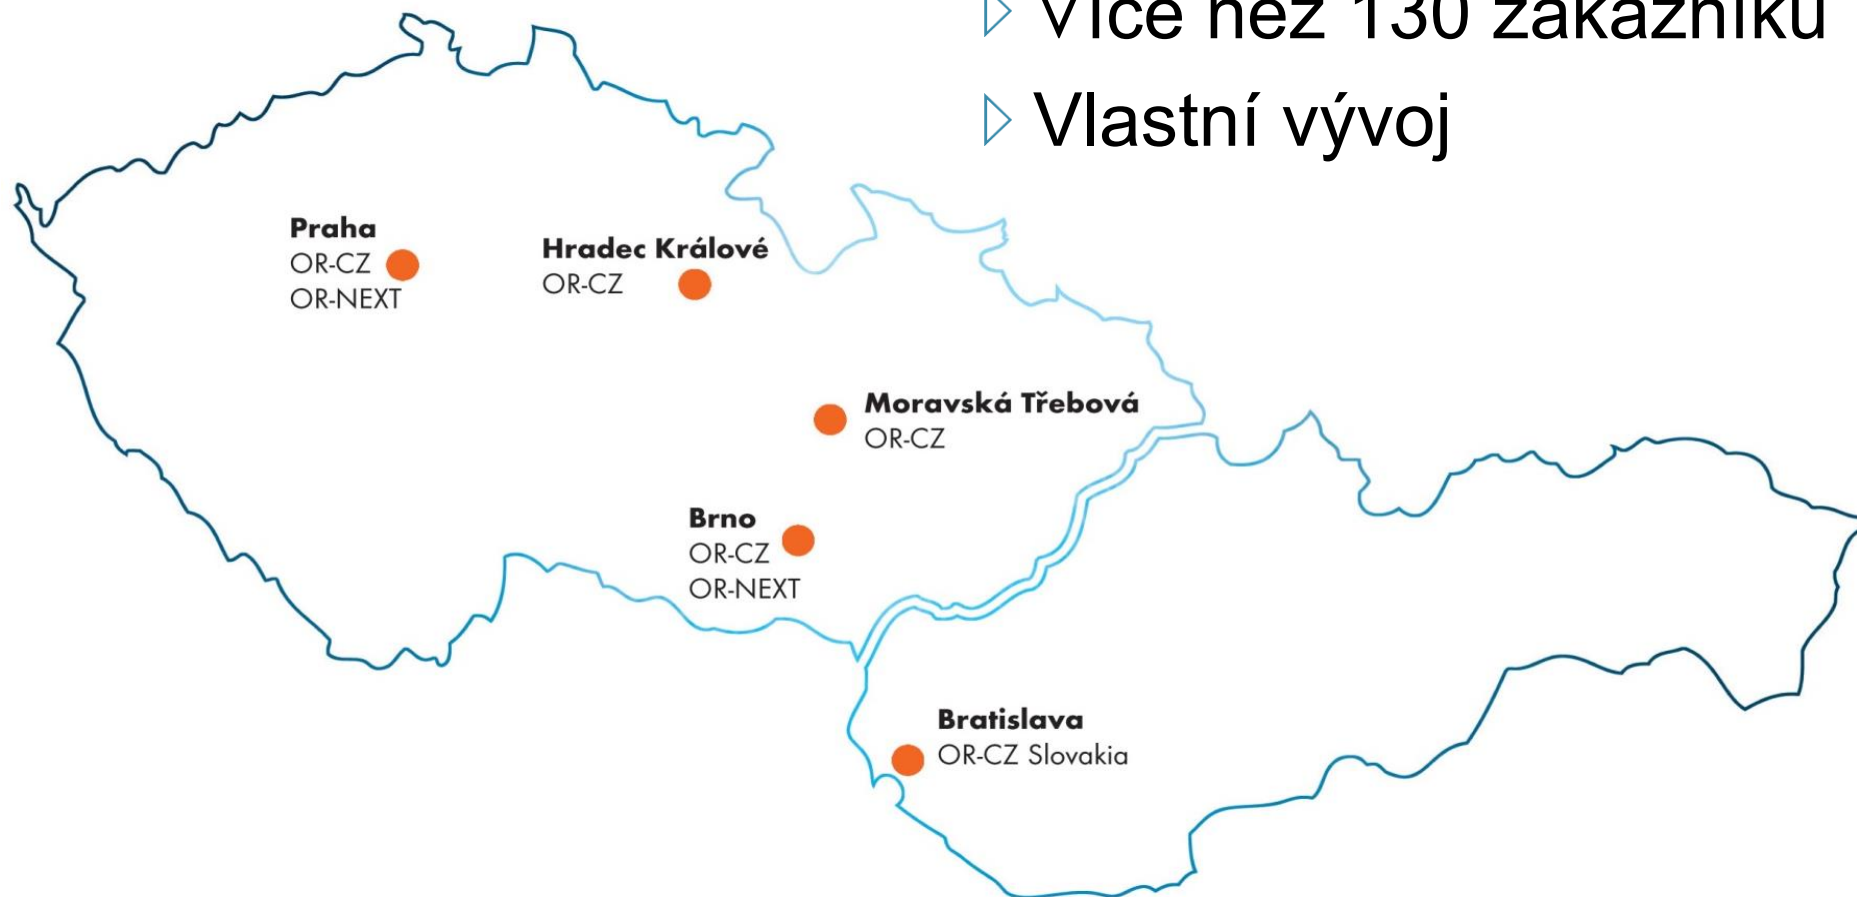 Více než 130 zákazníků
Vlastní vývoj
Praha
OR-CZ
OR-NEXT
Hradec Králové
OR-CZ
Moravská Třebová
OR-CZ
Brno
OR-CZ
OR-NEXT
Bratislava
OR-CZ Slovakia